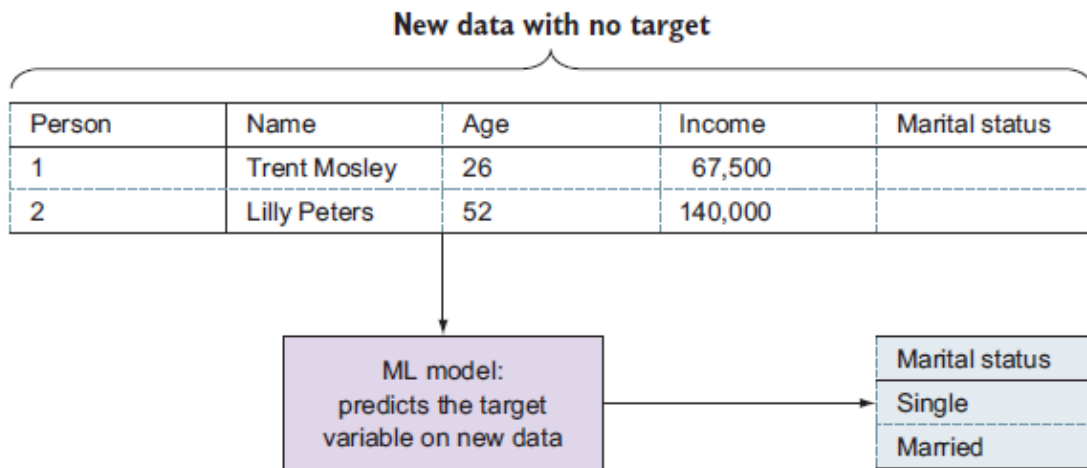 New data with no target
Person Name Age Income Marital status
1 Trent Mosley 26 67,500
2 Lilly Peters 52 140,000
ML model:
predicts the target
variable on new data
Marital status
Single
Married